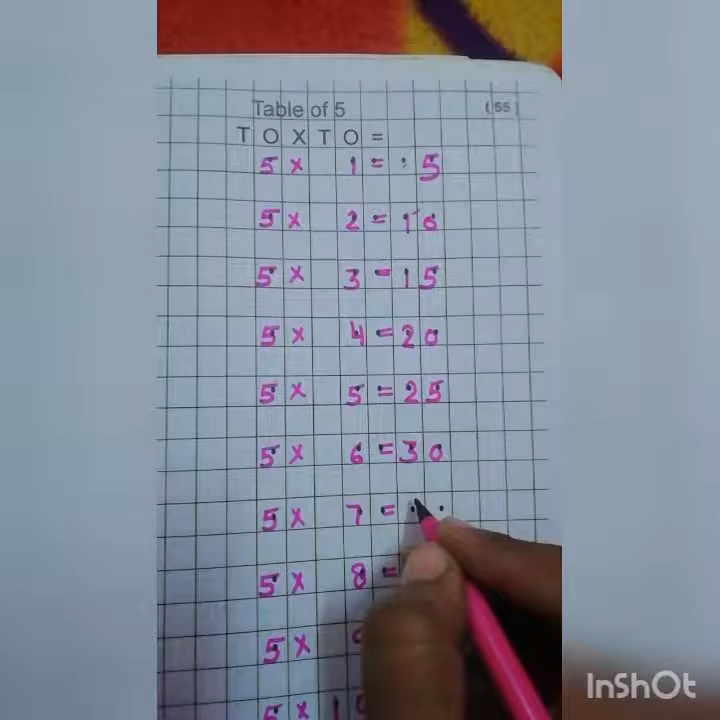 Table of 5 (55)
T O X T O =
5 × 1 = 5
5 × 2 = 10
5 × 3 = 15
5 × 4 = 20
5 × 5 = 25
5 × 6 = 30
5 × 7 =
5 × 8 =
5 ×
5 × 1
InShOt